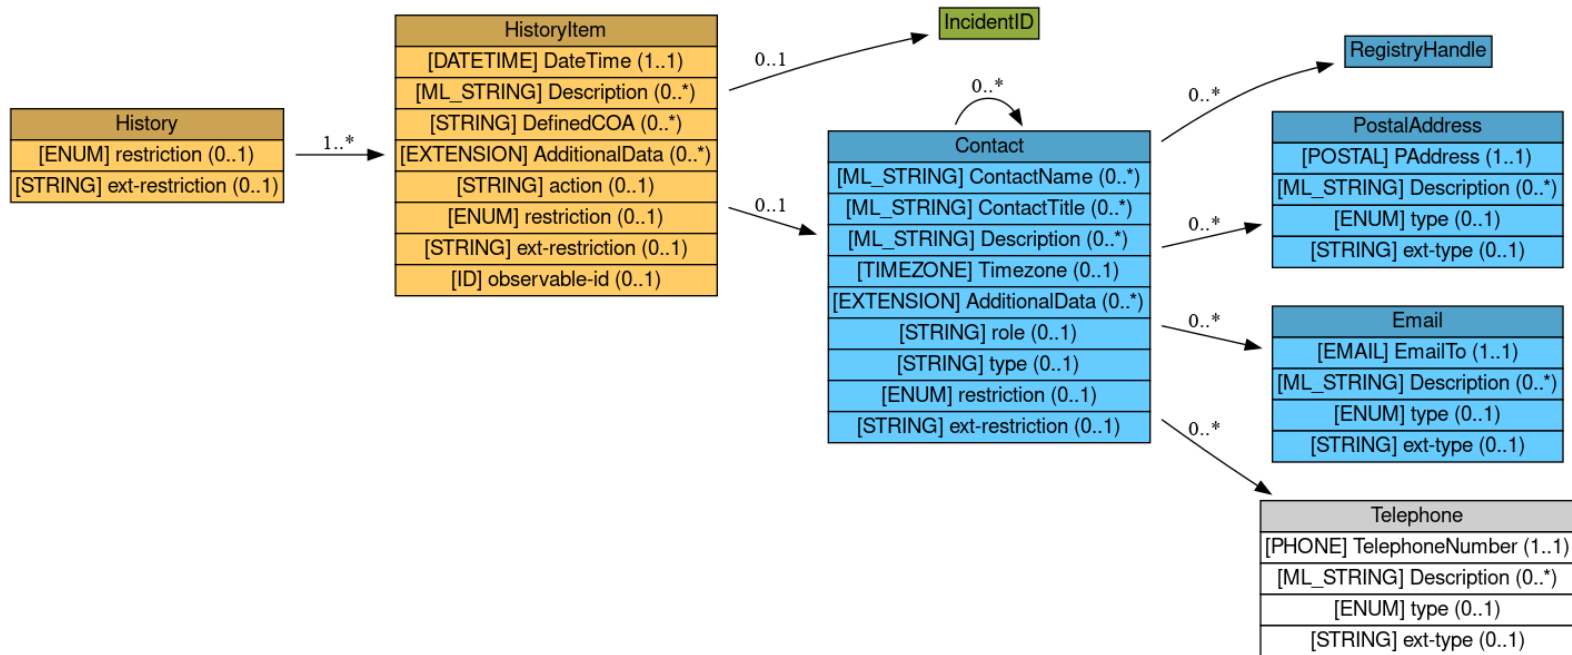 History
[ENUM] restriction (0..1)
[STRING] ext-restriction (0..1)
1..*
HistoryItem
[DATETIME] DateTime (1..1)
[ML_STRING] Description (0..*)
[STRING] DefinedCOA (0..*)
[EXTENSION] AdditionalData (0..*)
[STRING] action (0..1)
[ENUM] restriction (0..1)
[STRING] ext-restriction (0..1)
[ID] observable-id (0..1)
0..1
IncidentID
0..1
0..*
Contact
[ML_STRING] ContactName (0..*)
[ML_STRING] ContactTitle (0..*)
[ML_STRING] Description (0..*)
[TIMEZONE] Timezone (0..1)
[EXTENSION] AdditionalData (0..*)
[STRING] role (0..1)
[STRING] type (0..1)
[ENUM] restriction (0..1)
[STRING] ext-restriction (0..1)
0..*
RegistryHandle
0..*
PostalAddress
[POSTAL] PAddress (1..1)
[ML_STRING] Description (0..*)
[ENUM] type (0..1)
[STRING] ext-type (0..1)
0..*
Email
[EMAIL] EmailTo (1..1)
[ML_STRING] Description (0..*)
[ENUM] type (0..1)
[STRING] ext-type (0..1)
0..*
Telephone
[PHONE] TelephoneNumber (1..1)
[ML_STRING] Description (0..*)
[ENUM] type (0..1)
[STRING] ext-type (0..1)